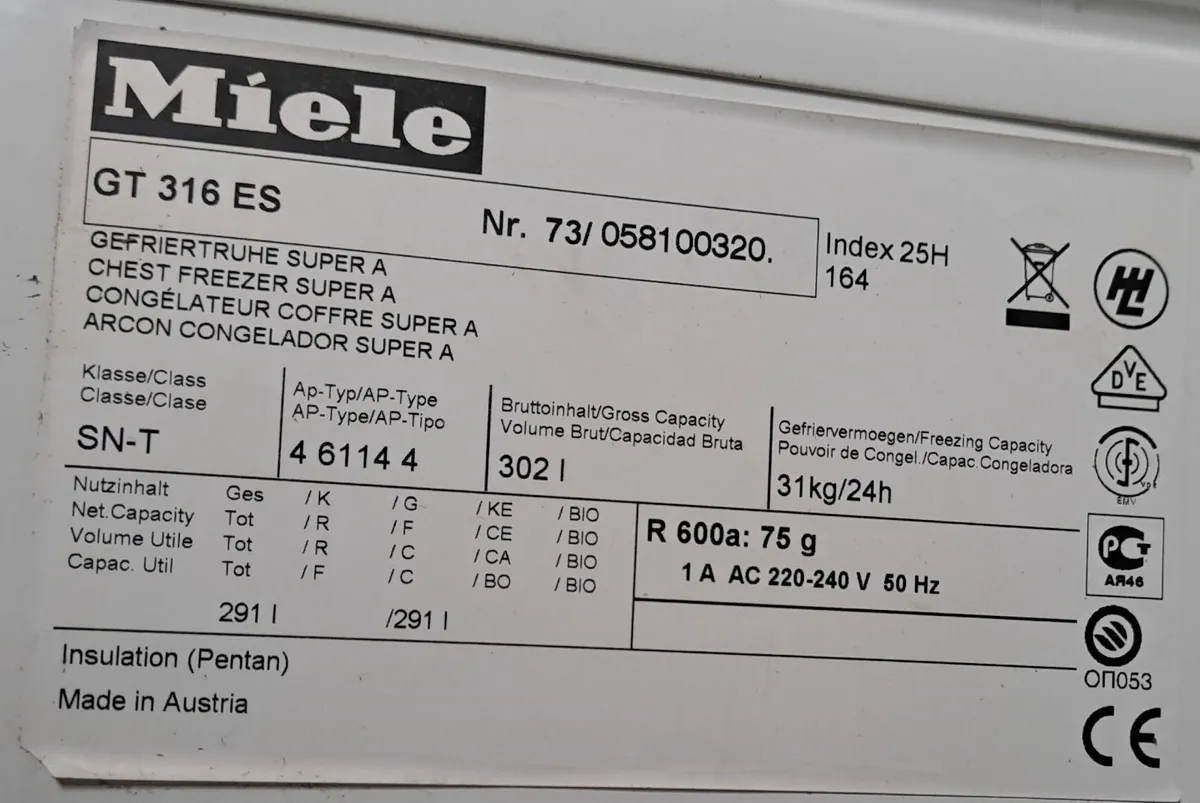 Miele
GT 316 ES
Nr. 73/ 058100320.
Index 25H
164
GEFRIERTRUHE SUPER A
CHEST FREEZER SUPER A
CONGÉLATEUR COFFRE SUPER A
ARCON CONGELADOR SUPER A
Klasse/Class
Classe/Clase
SN-T
Ap-Typ/AP-Type
AP-Type/AP-Tipo
4 6114 4
Bruttoinhalt/Gross Capacity
Volume Brut/Capacidad Bruta
302 l
Gefriervermoegen/Freezing Capacity
Pouvoir de Congel./Capac.Congeladora
31kg/24h
Nutzinhalt Ges / K / G / KE / BIO
Net.Capacity Tot / R / F / CE / BIO
Volume Utile Tot / R / C / CA / BIO
Capac. Util Tot / F / C / BO / BIO
291 l /291 l
R 600a: 75 g
1 A AC 220-240 V 50 Hz
Insulation (Pentan)
Made in Austria
DVE
VDE
EMV
РСТ
АЯ46
ОП053
CE